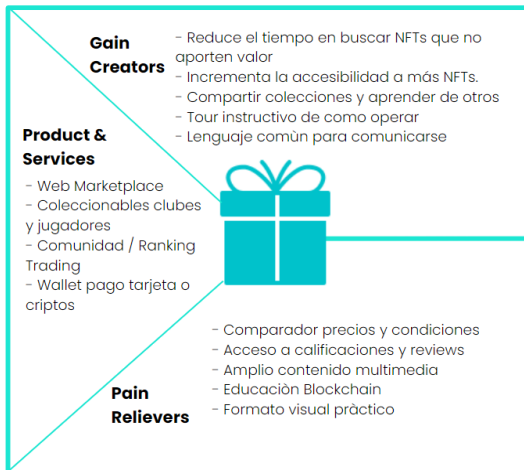 Gain
Creators
- Reduce el tiempo en buscar NFTs que no
aporten valor
- Incrementa la accesibilidad a más NFTs.
- Compartir colecciones y aprender de otros
- Tour instructivo de como operar
- Lenguaje comùn para comunicarse
Product &
Services
- Web Marketplace
- Coleccionables clubes
y jugadores
- Comunidad / Ranking
Trading
- Wallet pago tarjeta o
criptos
Pain
Relievers
- Comparador precios y condiciones
- Acceso a calificaciones y reviews
- Amplio contenido multimedia
- Educaciòn Blockchain
- Formato visual pràctico